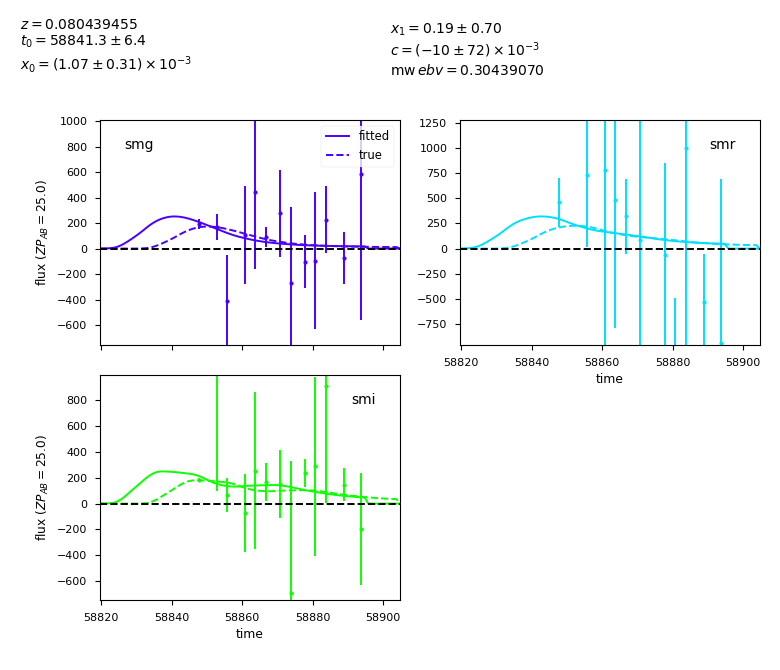 z = 0.080439455
t₀ = 58841.3 ± 6.4
x₀ = (1.07 ± 0.31) × 10⁻³
x₁ = 0.19 ± 0.70
c = (−10 ± 72) × 10⁻³
mw ebv = 0.30439070
smg
fitted
true
1000
800
600
400
200
0
−200
−400
−600
flux (ZP_AB = 25.0)
smr
1250
1000
750
500
250
0
−250
−500
−750
58820 58840 58860 58880 58900
time
smi
800
600
400
200
0
−200
−400
−600
flux (ZP_AB = 25.0)
58820 58840 58860 58880 58900
time